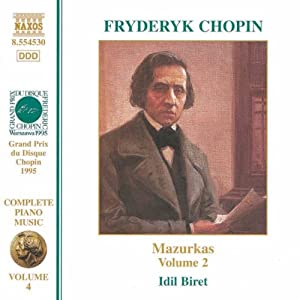 NAXOS
8.554530
DDD
FRYDERYK CHOPIN
GRAND PRIX
DU DISQUE
FREDERIC
CHOPIN
Warszawa 1995
Grand Prix
du Disque
Chopin
1995
COMPLETE
PIANO
MUSIC
VOLUME
4
Mazurkas
Volume 2
Idil Biret